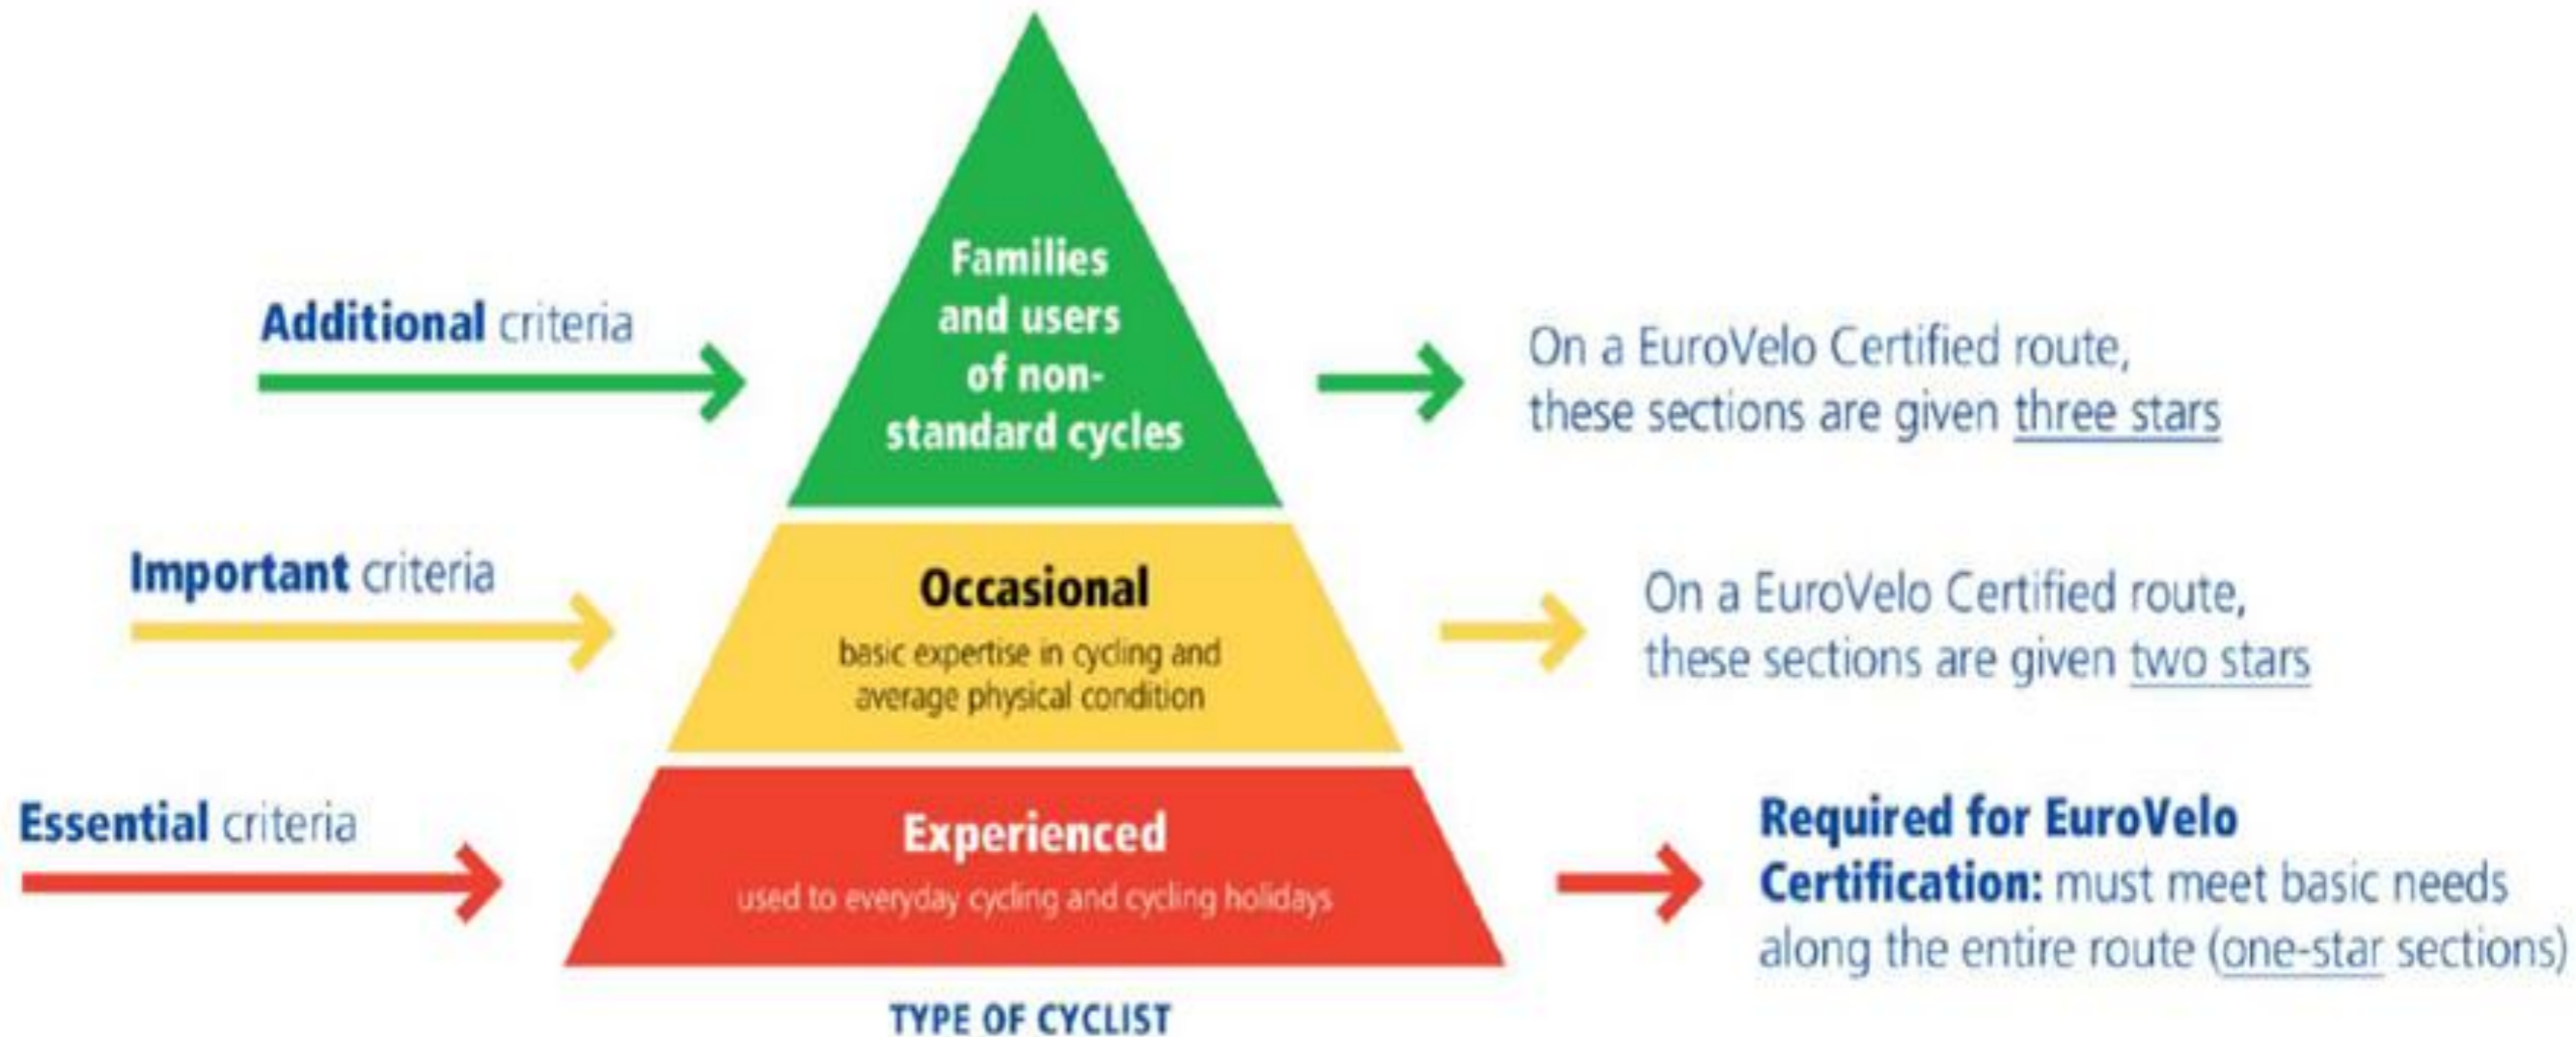 Families
and users
of non-
standard cycles
Additional criteria
On a EuroVelo Certified route,
these sections are given three stars
Important criteria
Occasional
basic expertise in cycling and
average physical condition
On a EuroVelo Certified route,
these sections are given two stars
Essential criteria
Experienced
used to everyday cycling and cycling holidays
Required for EuroVelo
Certification: must meet basic needs
along the entire route (one-star sections)
TYPE OF CYCLIST